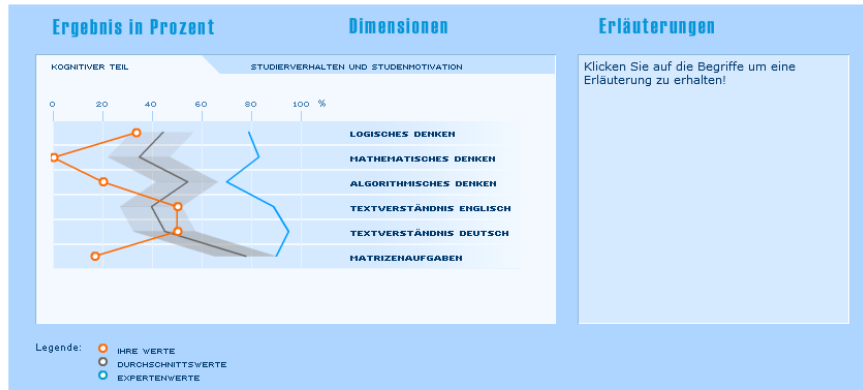 Ergebnis in Prozent
Dimensionen
Erläuterungen
KOGNITIVER TEIL
STUDIERVERHALTEN UND STUDENMOTIVATION
Klicken Sie auf die Begriffe um eine
Erläuterung zu erhalten!
0 20 40 60 80 100 %
LOGISCHES DENKEN
MATHEMATISCHES DENKEN
ALGORITHMISCHES DENKEN
TEXTVERSTÄNDNIS ENGLISCH
TEXTVERSTÄNDNIS DEUTSCH
MATRIZENAUFGABEN
Legende:
IHRE WERTE
DURCHSCHNITTSWERTE
EXPERTENWERTE